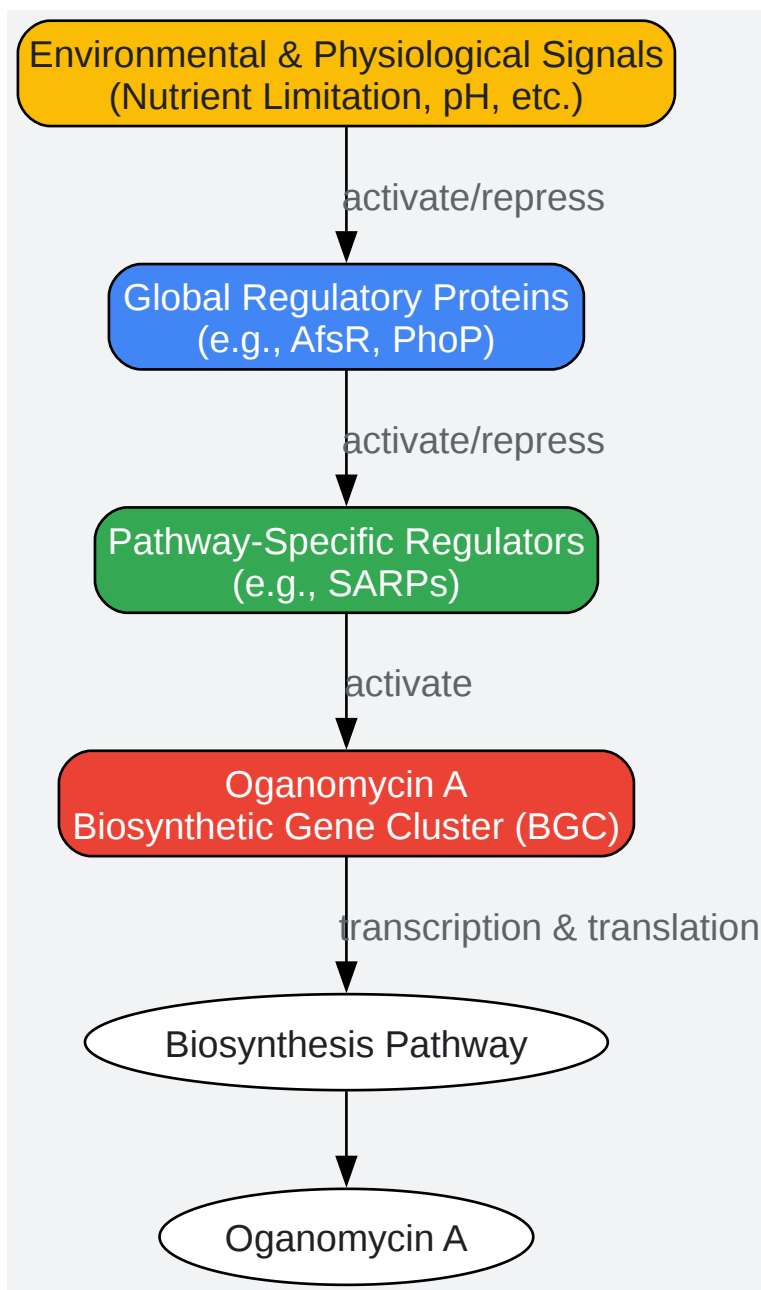 Environmental & Physiological Signals
(Nutrient Limitation, pH, etc.)
activate/repress
Global Regulatory Proteins
(e.g., AfsR, PhoP)
activate/repress
Pathway-Specific Regulators
(e.g., SARPs)
activate
Oganomycin A
Biosynthetic Gene Cluster (BGC)
transcription & translation
Biosynthesis Pathway
Oganomycin A